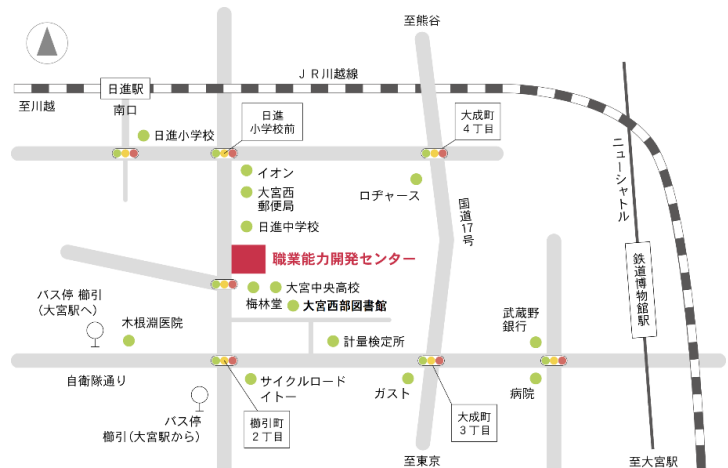 至熊谷
JR川越線
日進駅
至川越
南口
日進小学校
日進
小学校前
大成町
4丁目
イオン
大宮西
郵便局
ロヂャース
日進中学校
国道17号
ニューシャトル
職業能力開発センター
鉄道博物館駅
大宮中央高校
梅林堂
大宮西部図書館
バス停 櫛引
(大宮駅へ)
木根淵医院
計量検定所
武蔵野
銀行
自衛隊通り
サイクルロード
イトー
ガスト
病院
バス停
櫛引(大宮駅から)
櫛引町
2丁目
大成町
3丁目
至東京
至大宮駅